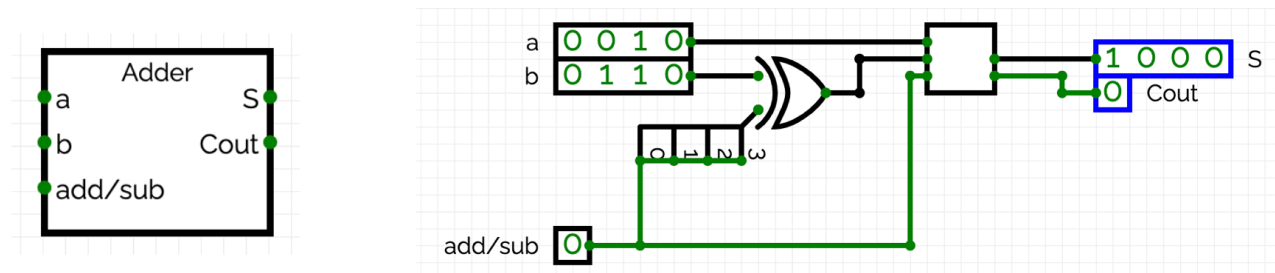 Adder
a S
b Cout
add/sub
a 0 0 1 0
b 0 1 1 0
1 0 0 0 S
0 Cout
0 1 2 3
add/sub 0